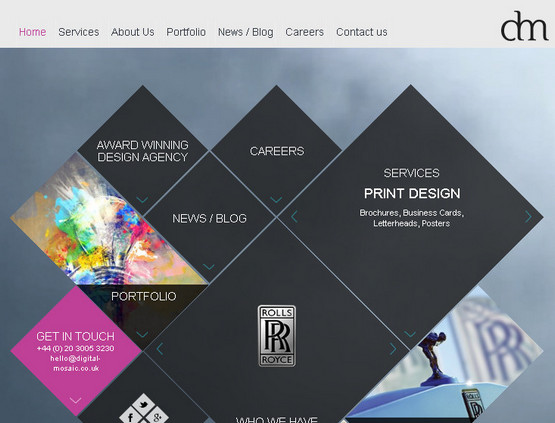 Home Services About Us Portfolio News / Blog Careers Contact us
dm
AWARD WINNING
DESIGN AGENCY
CAREERS
SERVICES
PRINT DESIGN
Brochures, Business Cards,
Letterheads, Posters
NEWS / BLOG
PORTFOLIO
GET IN TOUCH
+44 (0) 20 3005 3230
hello@digital-
mosaic.co.uk
ROLLS
RR
ROYCE
WHO WE HAVE